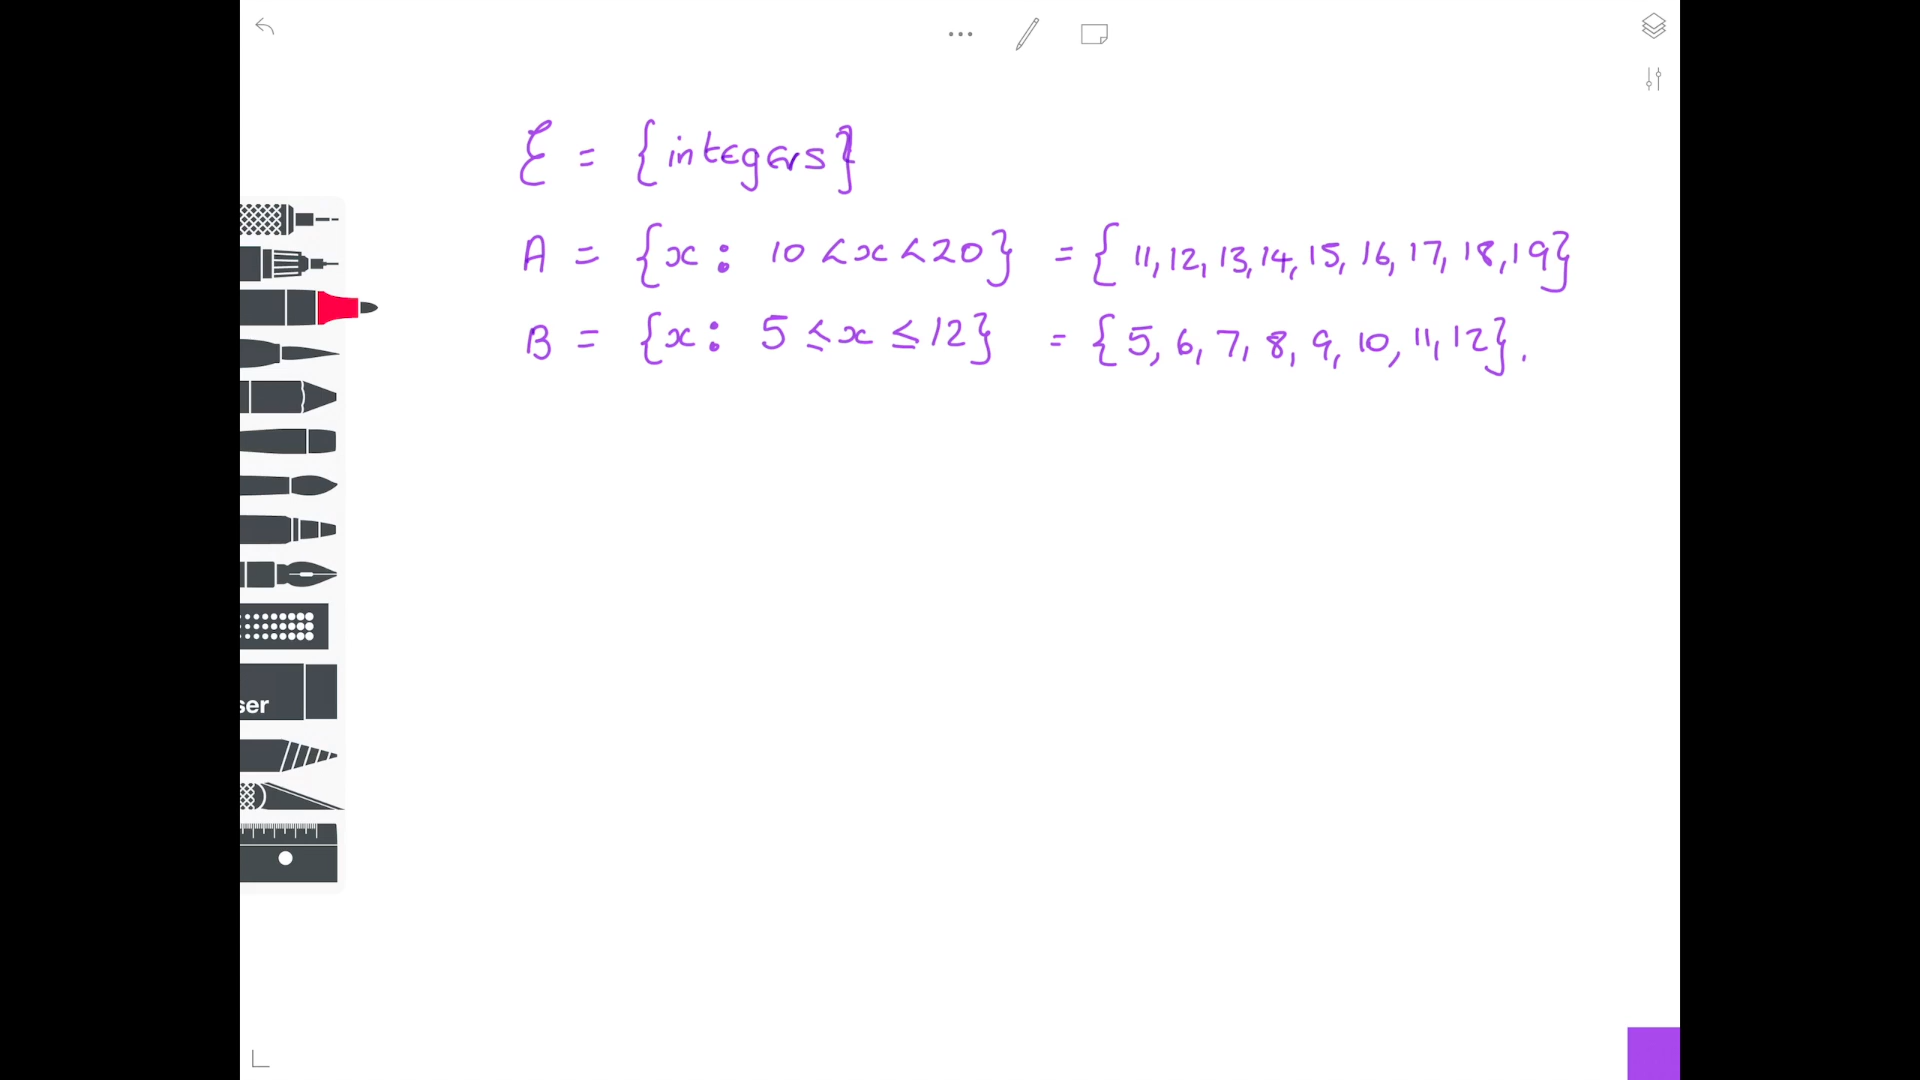 ℰ = {integers}
A = {x: 10 < x < 20} = {11, 12, 13, 14, 15, 16, 17, 18, 19}
B = {x: 5 ≤ x ≤ 12} = {5, 6, 7, 8, 9, 10, 11, 12}.
ser